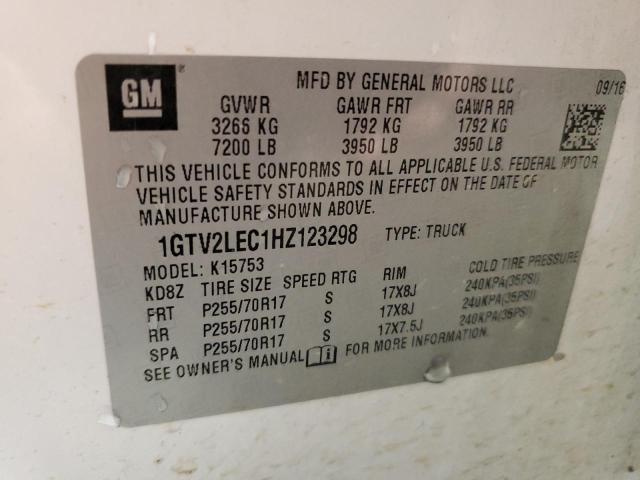 GM
MFD BY GENERAL MOTORS LLC 09/16
GVWR GAWR FRT GAWR RR
3266 KG 1792 KG 1792 KG
7200 LB 3950 LB 3950 LB
THIS VEHICLE CONFORMS TO ALL APPLICABLE U.S. FEDERAL MOTOR
VEHICLE SAFETY STANDARDS IN EFFECT ON THE DATE OF
MANUFACTURE SHOWN ABOVE.
1GTV2LEC1HZ123298 TYPE: TRUCK
MODEL: K15753
KD8Z TIRE SIZE SPEED RTG RIM COLD TIRE PRESSURE
FRT P255/70R17 S 17X8J 240KPA(35PSI)
RR P255/70R17 S 17X8J 240KPA(35PSI)
SPA P255/70R17 S 17X7.5J 240KPA(35PSI)
SEE OWNER'S MANUAL FOR MORE INFORMATION.